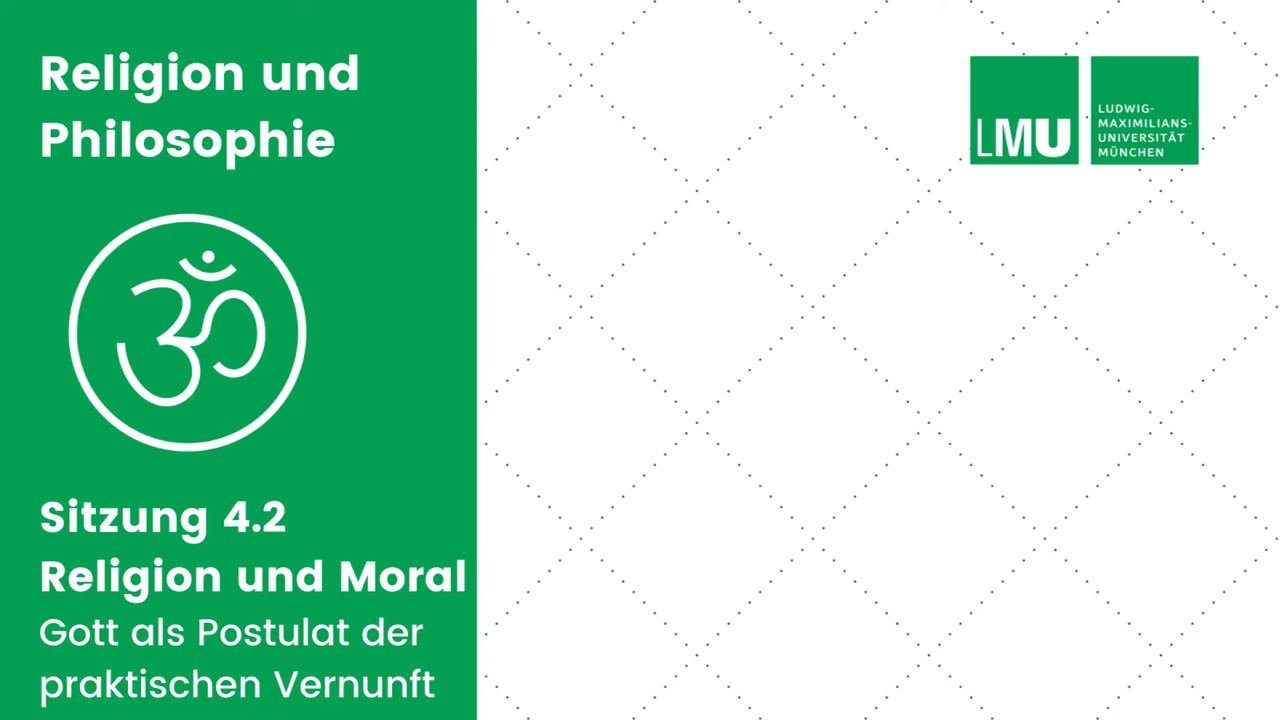 Religion und
Philosophie
ॐ
LMU
LUDWIG-
MAXIMILIANS-
UNIVERSITÄT
MÜNCHEN
Sitzung 4.2
Religion und Moral
Gott als Postulat der
praktischen Vernunft